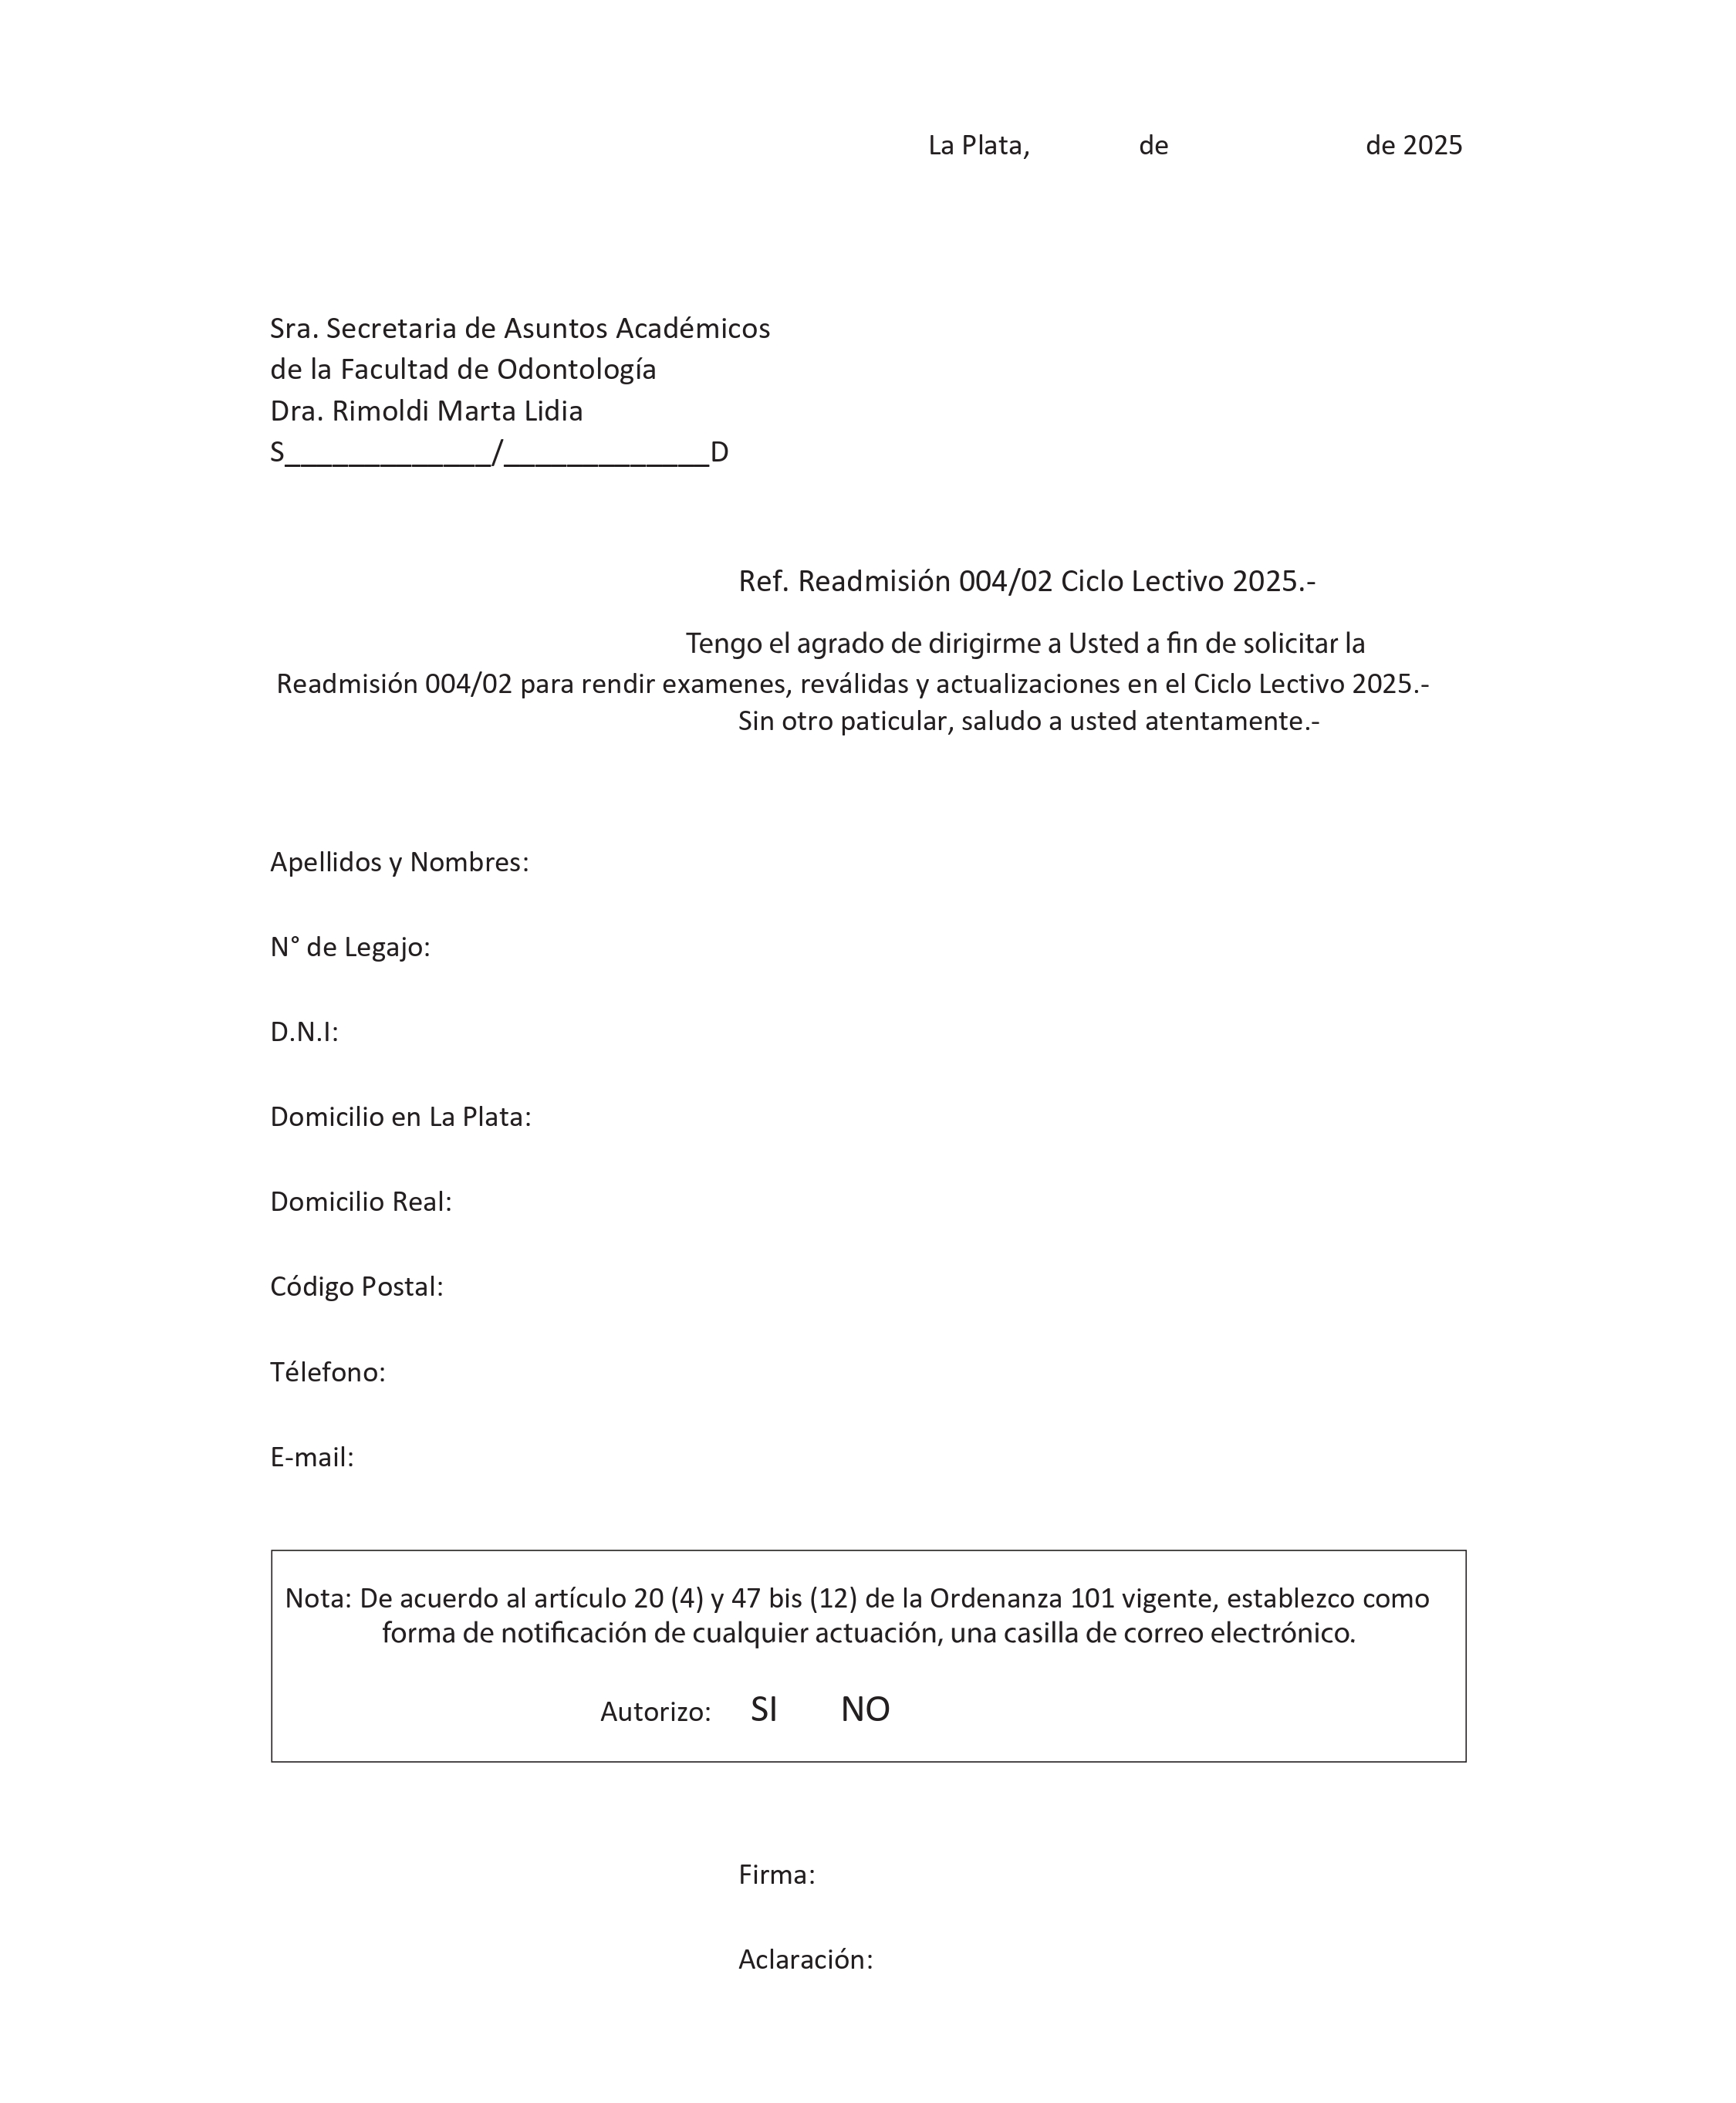 La Plata, de de 2025
Sra. Secretaria de Asuntos Académicos
de la Facultad de Odontología
Dra. Rimoldi Marta Lidia
S_____________/_____________D
Ref. Readmisión 004/02 Ciclo Lectivo 2025.-
Tengo el agrado de dirigirme a Usted a fin de solicitar la
Readmisión 004/02 para rendir examenes, reválidas y actualizaciones en el Ciclo Lectivo 2025.-
Sin otro paticular, saludo a usted atentamente.-
Apellidos y Nombres:
N° de Legajo:
D.N.I:
Domicilio en La Plata:
Domicilio Real:
Código Postal:
Télefono:
E-mail:
Nota: De acuerdo al artículo 20 (4) y 47 bis (12) de la Ordenanza 101 vigente, establezco como
forma de notificación de cualquier actuación, una casilla de correo electrónico.
Autorizo: SI NO
Firma:
Aclaración: